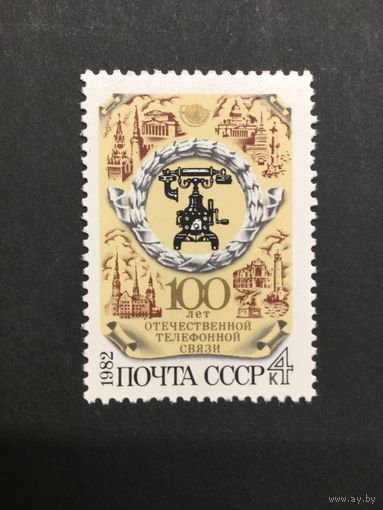 100
лет
ОТЕЧЕСТВЕННОЙ
ТЕЛЕФОННОЙ
СВЯЗИ
1982 ПОЧТА СССР 4
К
www.ay.by